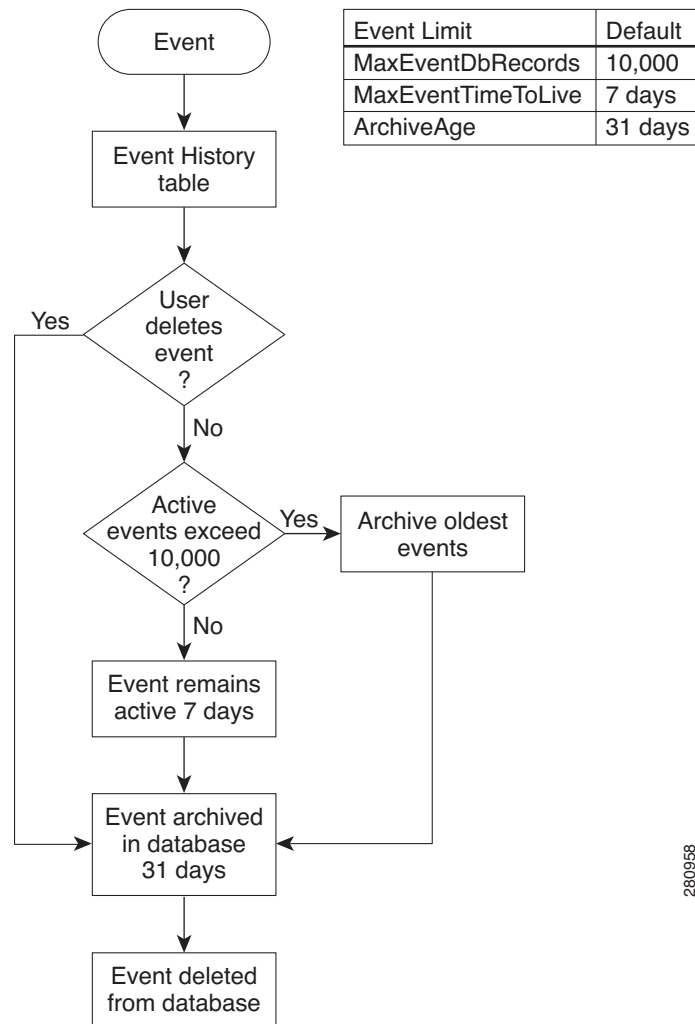 Event
Event Limit Default
MaxEventDbRecords 10,000
MaxEventTimeToLive 7 days
ArchiveAge 31 days
Event History
table
User
deletes
event
?
Yes
No
Active
events exceed
10,000
?
Yes
Archive oldest
events
No
Event remains
active 7 days
Event archived
in database
31 days
Event deleted
from database
280958